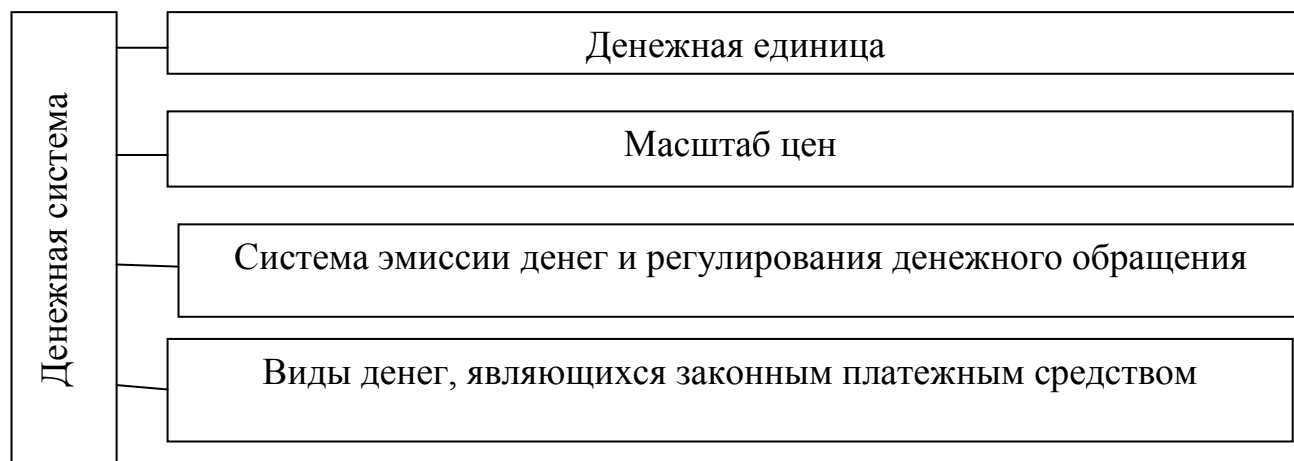 Денежная система
Денежная единица
Масштаб цен
Система эмиссии денег и регулирования денежного обращения
Виды денег, являющихся законным платежным средством